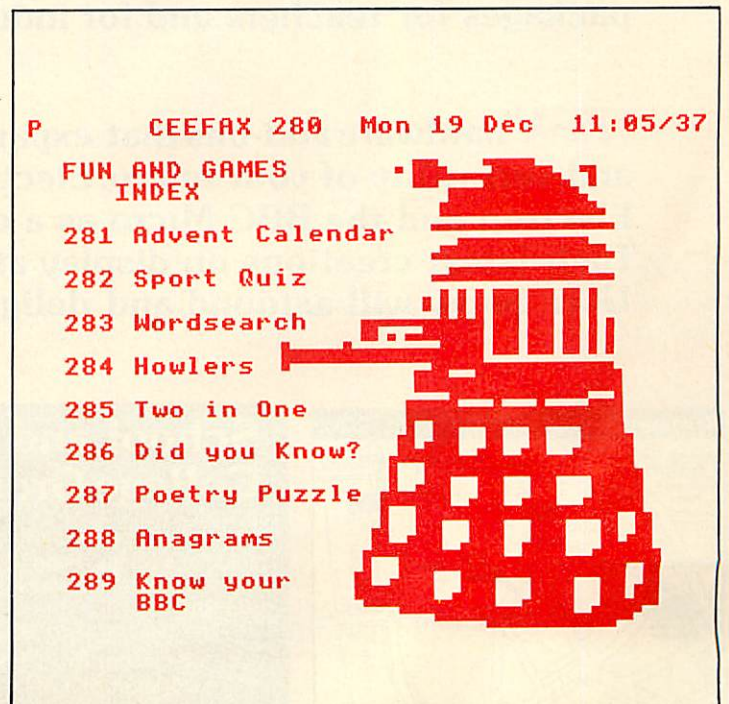 P CEEFAX 280 Mon 19 Dec 11:05/37
FUN AND GAMES
INDEX
281 Advent Calendar
282 Sport Quiz
283 Wordsearch
284 Howlers
285 Two in One
286 Did you Know?
287 Poetry Puzzle
288 Anagrams
289 Know your
BBC